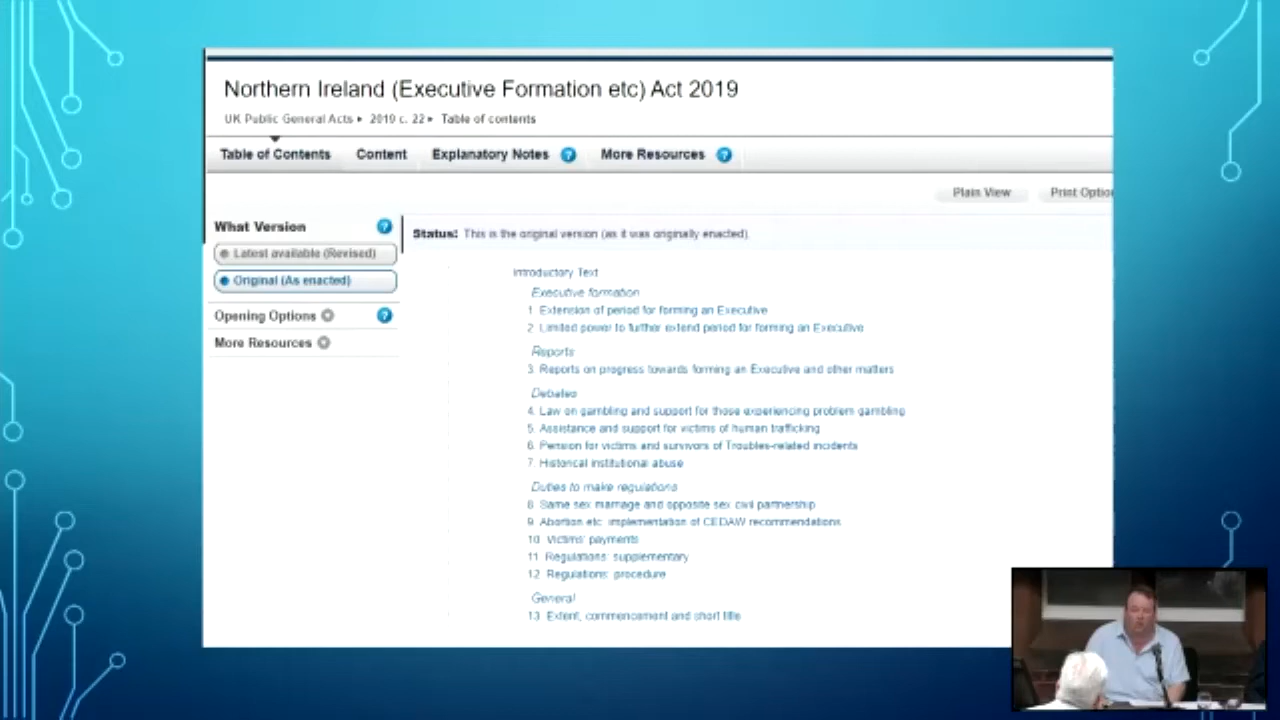 Northern Ireland (Executive Formation etc) Act 2019
UK Public General Acts ▸ 2019 c. 22 ▸ Table of contents
Table of Contents Content Explanatory Notes ? More Resources ?
Plain View Print Optio
What Version ?
Latest available (Revised)
Original (As enacted)
Opening Options ?
More Resources
Status: This is the original version (as it was originally enacted).
Introductory Text
Executive formation
1 Extension of period for forming an Executive
2 Limited power to further extend period for forming an Executive
Reports
3. Reports on progress towards forming an Executive and other matters
Debates
4. Law on gambling and support for those experiencing problem gambling
5. Assistance and support for victims of human trafficking
6. Pension for victims and survivors of Troubles-related incidents
7. Historical institutional abuse
Duties to make regulations
8 Same sex marriage and opposite sex civil partnership
9 Abortion etc: implementation of CEDAW recommendations
10 Victims' payments
11 Regulations: supplementary
12 Regulations: procedure
General
13 Extent, commencement and short title